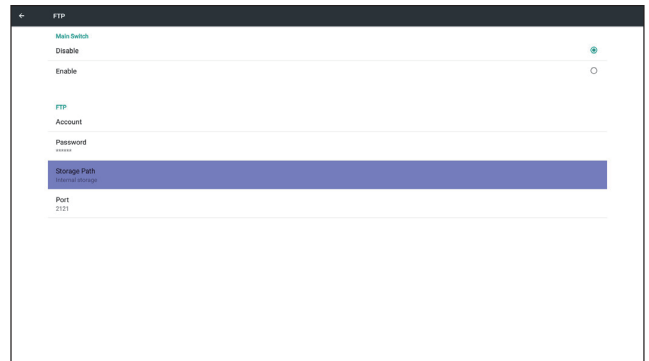 FTP
Main Switch
Disable
Enable
FTP
Account
Password
******
Storage Path
Internal storage
Port
2121